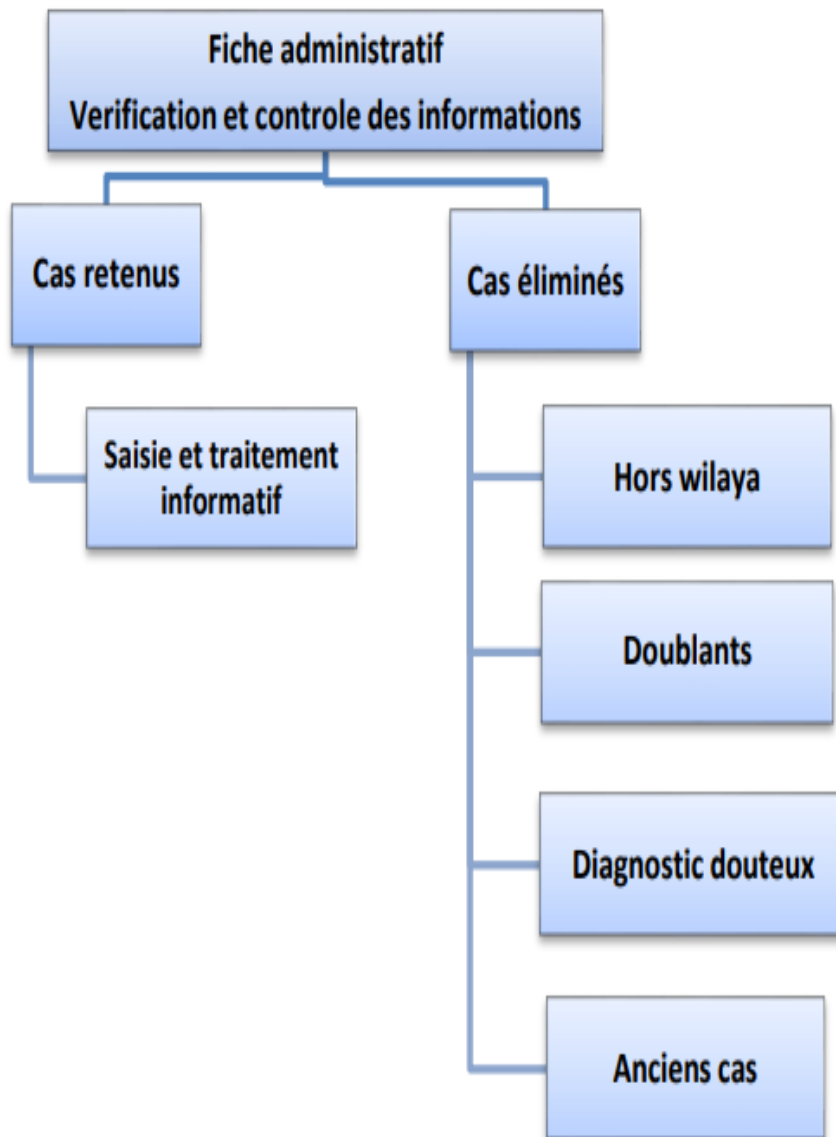 Fiche administratif
Verification et controle des informations
Cas retenus
Saisie et traitement
informatif
Cas éliminés
Hors wilaya
Doublants
Diagnostic douteux
Anciens cas